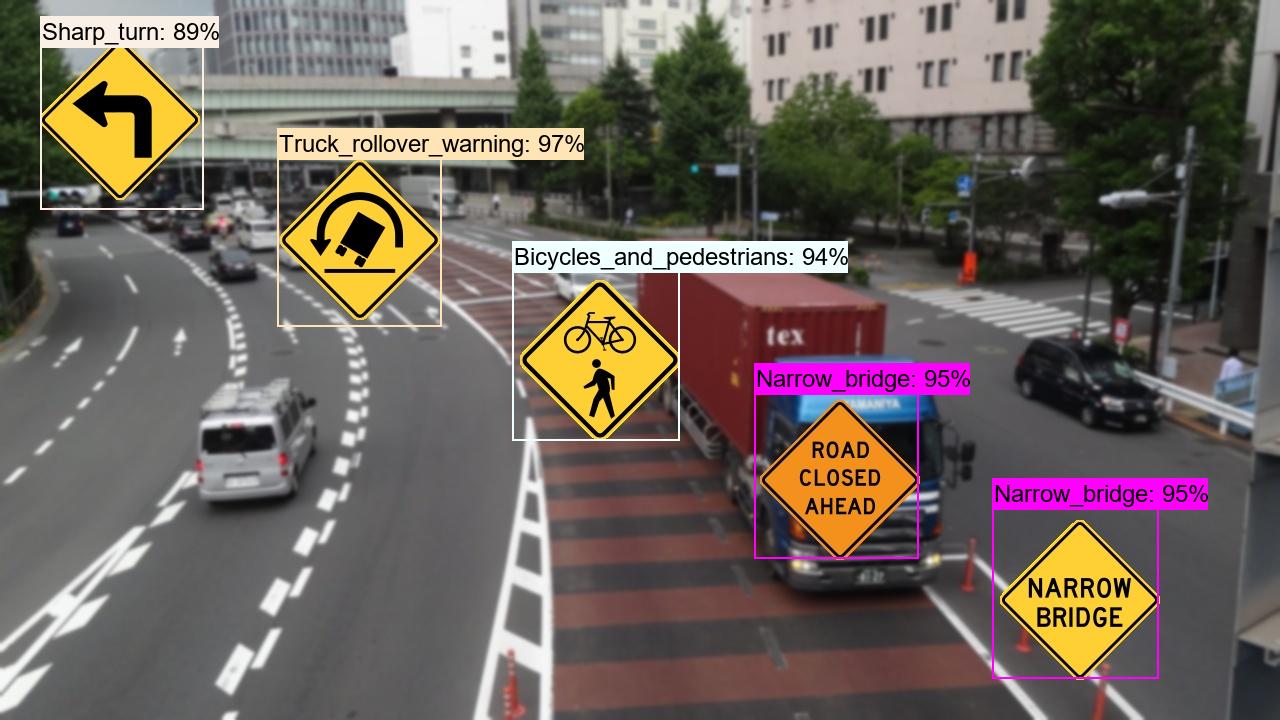 Sharp_turn: 89%
Truck_rollover_warning: 97%
Bicycles_and_pedestrians: 94%
tex
Narrow_bridge: 95%
ROAD
CLOSED
AHEAD
Narrow_bridge: 95%
NARROW
BRIDGE